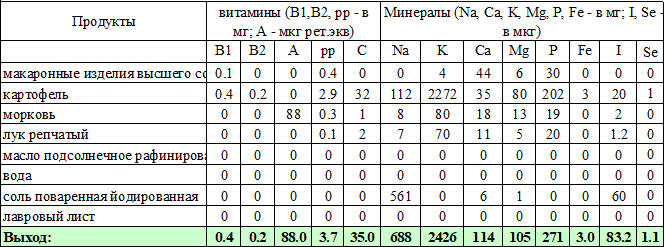 Продукты
витамины (B1,B2, pp - в мг; А - мкг рет.экв)
Минералы (Na, Ca, K, Mg, P, Fe - в мг; I, Se - в мкг)
B1 B2 A pp C Na K Ca Mg P Fe I Se
макаронные изделия высшего со 0.1 0 0 0.4 0 0 4 44 6 30 0 0 0
картофель 0.4 0.2 0 2.9 32 112 2272 35 80 202 3 20 1
морковь 0 0 88 0.3 1 8 80 18 13 19 0 2 0
лук репчатый 0 0 0 0.1 2 7 70 11 5 20 0 1.2 0
масло подсолнечное рафинирова 0 0 0 0 0 0 0 0 0 0 0 0 0
вода 0 0 0 0 0 0 0 0 0 0 0 0 0
соль поваренная йодированная 0 0 0 0 0 561 0 6 1 0 0 60 0
лавровый лист 0 0 0 0 0 0 0 0 0 0 0 0 0
Выход: 0.4 0.2 88.0 3.7 35.0 688 2426 114 105 271 3.0 83.2 1.1